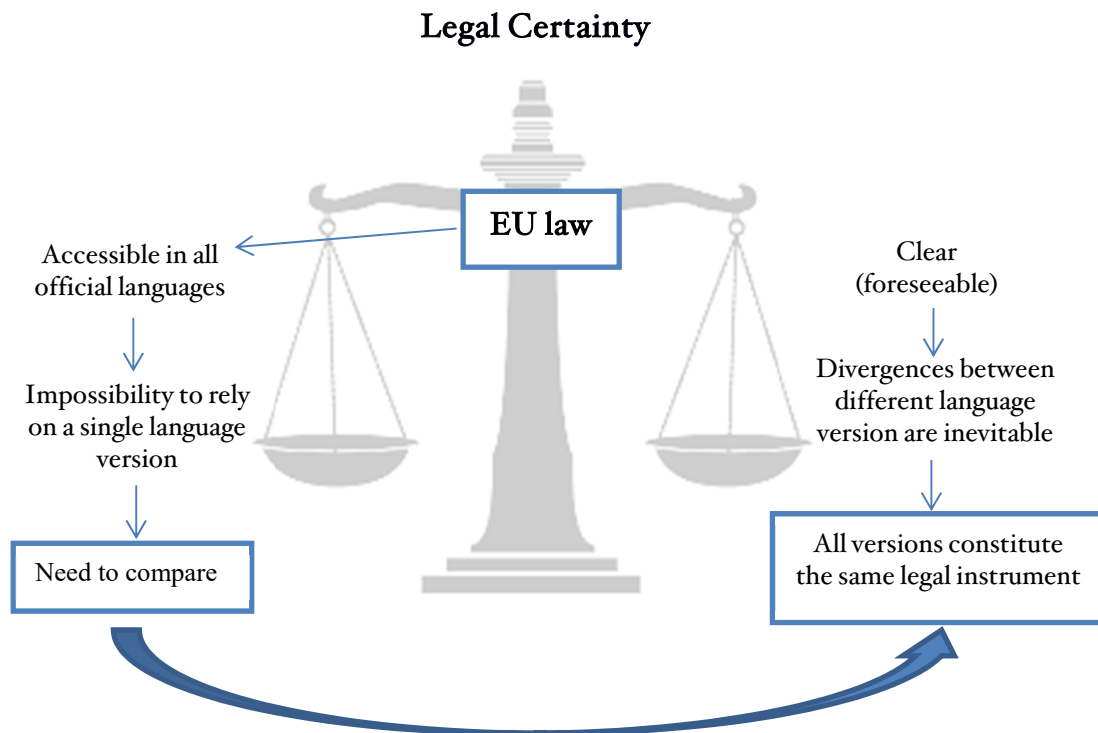 Legal Certainty
EU law
Accessible in all
official languages
Impossibility to rely
on a single language
version
Need to compare
Clear
(foreseeable)
Divergences between
different language
version are inevitable
All versions constitute
the same legal instrument